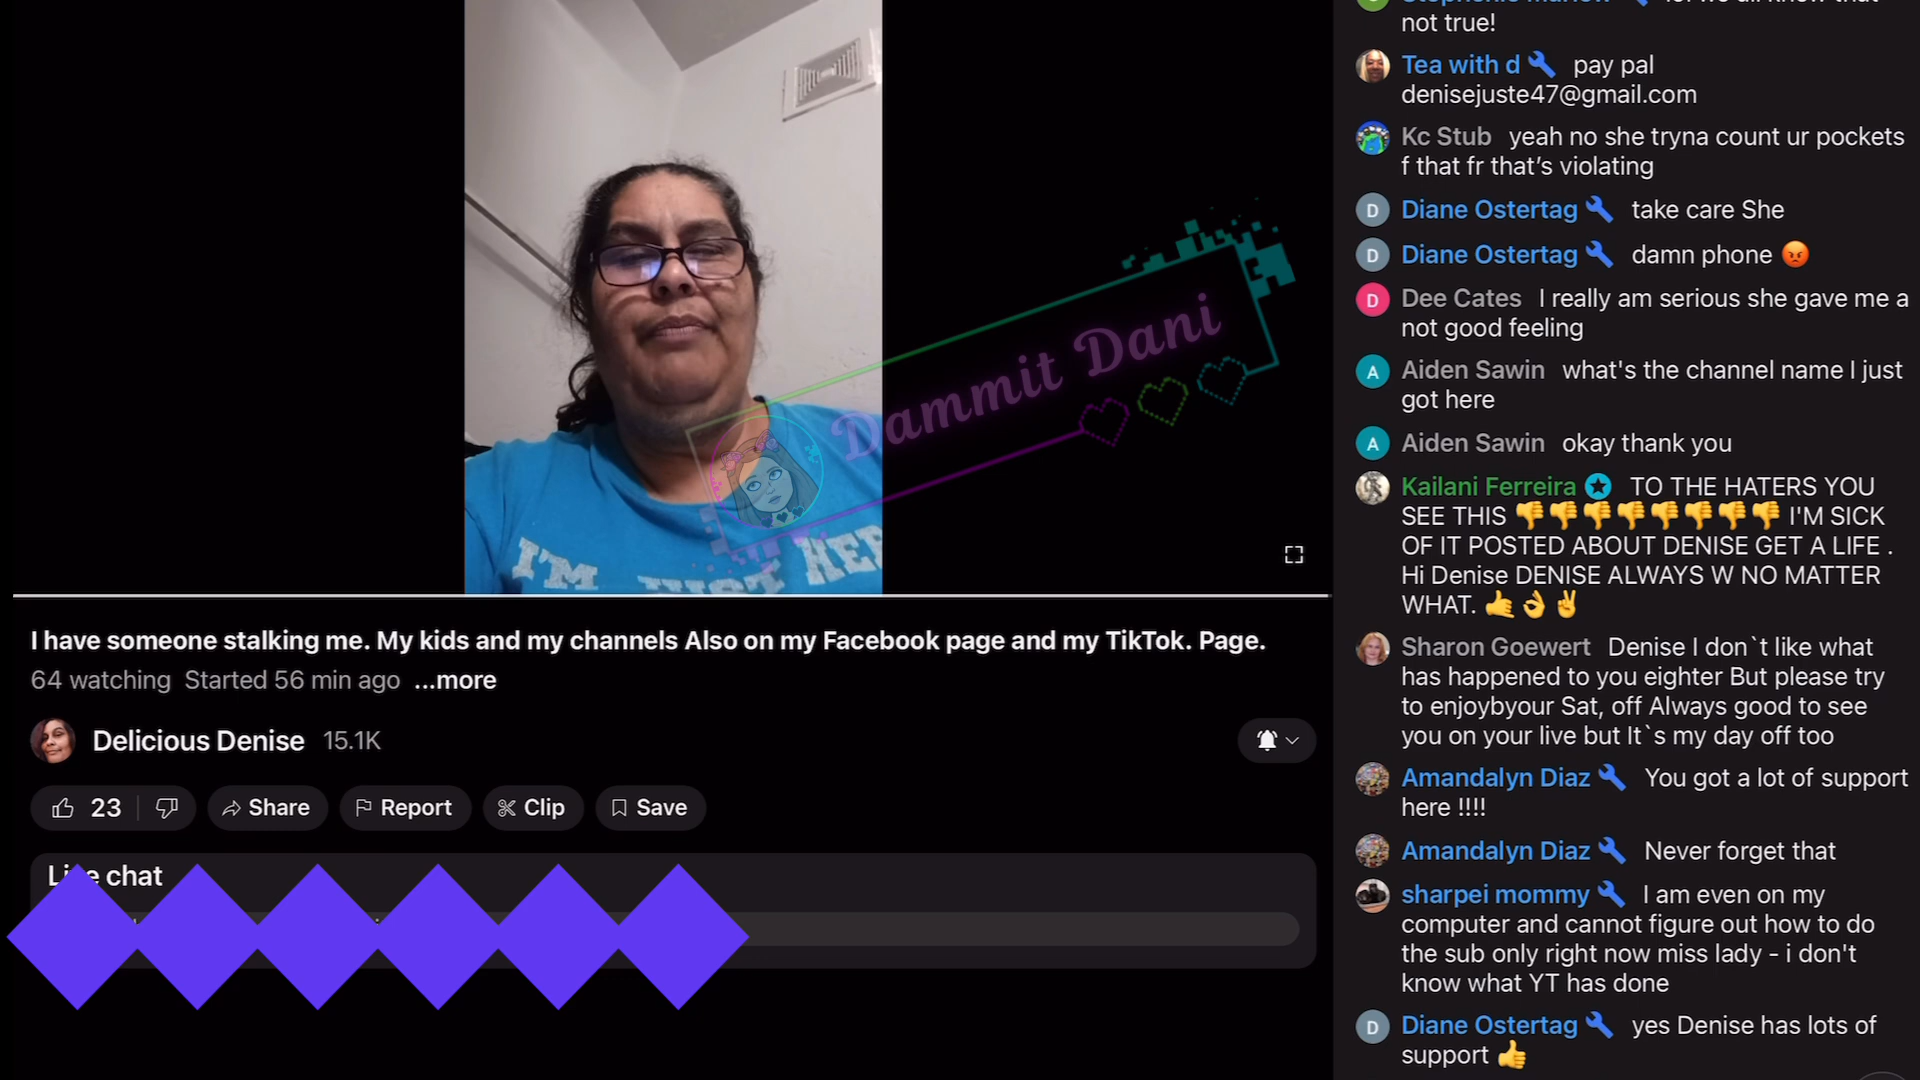 not true!
Tea with d pay pal
denisejuste47@gmail.com
Kc Stub yeah no she tryna count ur pockets
f that fr that’s violating
Diane Ostertag take care She
Diane Ostertag damn phone 😡
D Dee Cates I really am serious she gave me a
not good feeling
A Aiden Sawin what's the channel name I just
got here
A Aiden Sawin okay thank you
Kailani Ferreira TO THE HATERS YOU
SEE THIS 👎👎👎👎👎👎👎👎 I'M SICK
OF IT POSTED ABOUT DENISE GET A LIFE .
Hi Denise DENISE ALWAYS W NO MATTER
WHAT. 🤙👌✌
Sharon Goewert Denise I don`t like what
has happened to you eighter But please try
to enjoybyour Sat, off Always good to see
you on your live but It`s my day off too
Amandalyn Diaz You got a lot of support
here !!!!
Amandalyn Diaz Never forget that
sharpei mommy I am even on my
computer and cannot figure out how to do
the sub only right now miss lady - i don't
know what YT has done
D Diane Ostertag yes Denise has lots of
support 👍
Dammit Dani
I'M JUST HER
I have someone stalking me. My kids and my channels Also on my Facebook page and my TikTok. Page.
64 watching Started 56 min ago ...more
Delicious Denise 15.1K
23 Share Report Clip Save
Live chat